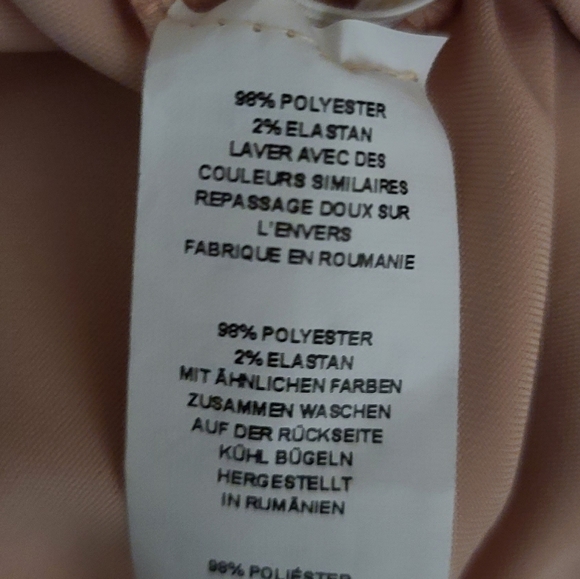 98% POLYESTER
2% ELASTAN
LAVER AVEC DES
COULEURS SIMILAIRES
REPASSAGE DOUX SUR
L'ENVERS
FABRIQUE EN ROUMANIE
98% POLYESTER
2% ELASTAN
MIT ÄHNLICHEN FARBEN
ZUSAMMEN WASCHEN
AUF DER RÜCKSEITE
KÜHL BÜGELN
HERGESTELLT
IN RUMÄNIEN
98% POLIÉSTER